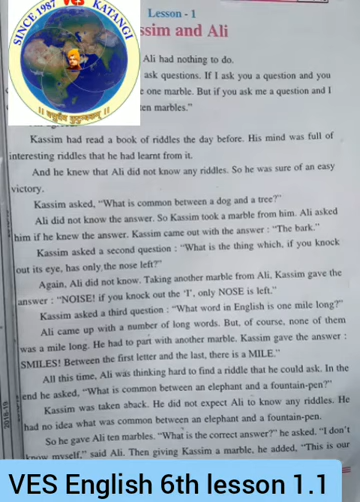 SINCE 1987 VES KATANGI
॥ वसुधैव कुटुम्बकम् ॥
Lesson - 1
ssim and Ali
Ali had nothing to do.
ask questions. If I ask you a question and you
e one marble. But if you ask me a question and I
en marbles."
Kassim had read a book of riddles the day before. His mind was full of
interesting riddles that he had learnt from it.
And he knew that Ali did not know any riddles. So he was sure of an easy
victory.
Kassim asked, "What is common between a dog and a tree?"
Ali did not know the answer. So Kassim took a marble from him. Ali asked
him if he knew the answer. Kassim came out with the answer : "The bark."
Kassim asked a second question : "What is the thing which, if you knock
out its eye, has only the nose left?"
Again, Ali did not know. Taking another marble from Ali, Kassim gave the
answer : "NOISE! if you knock out the 'I', only NOSE is left."
Kassim asked a third question : "What word in English is one mile long?"
Ali came up with a number of long words. But, of course, none of them
was a mile long. He had to part with another marble. Kassim gave the answer :
SMILES! Between the first letter and the last, there is a MILE."
All this time, Ali was thinking hard to find a riddle that he could ask. In the
end he asked, "What is common between an elephant and a fountain-pen?"
Kassim was taken aback. He did not expect Ali to know any riddles. He
had no idea what was common between an elephant and a fountain-pen.
So he gave Ali ten marbles. "What is the correct answer?" he asked. "I don't
know myself," said Ali. Then giving Kassim a marble, he added, "This is our
2018-19
VES English 6th lesson 1.1